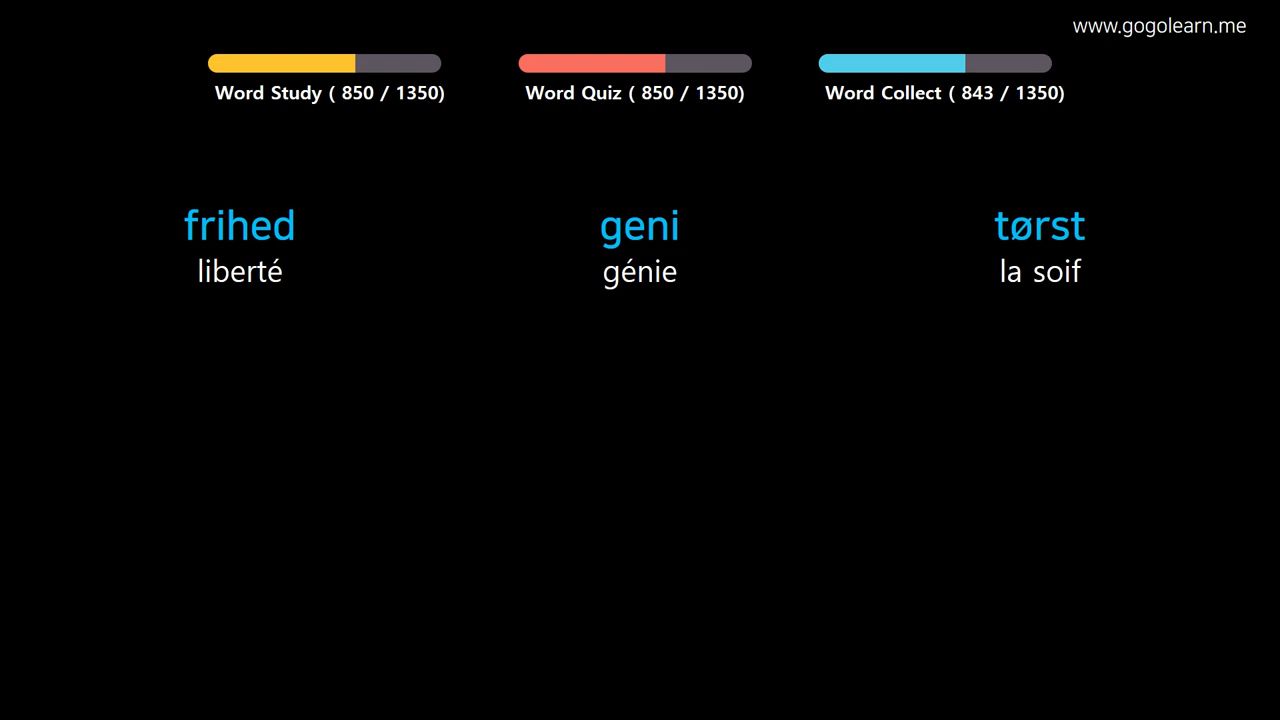 www.gogolearn.me
Word Study ( 850 / 1350)
Word Quiz ( 850 / 1350)
Word Collect ( 843 / 1350)
frihed
liberté
geni
génie
tørst
la soif